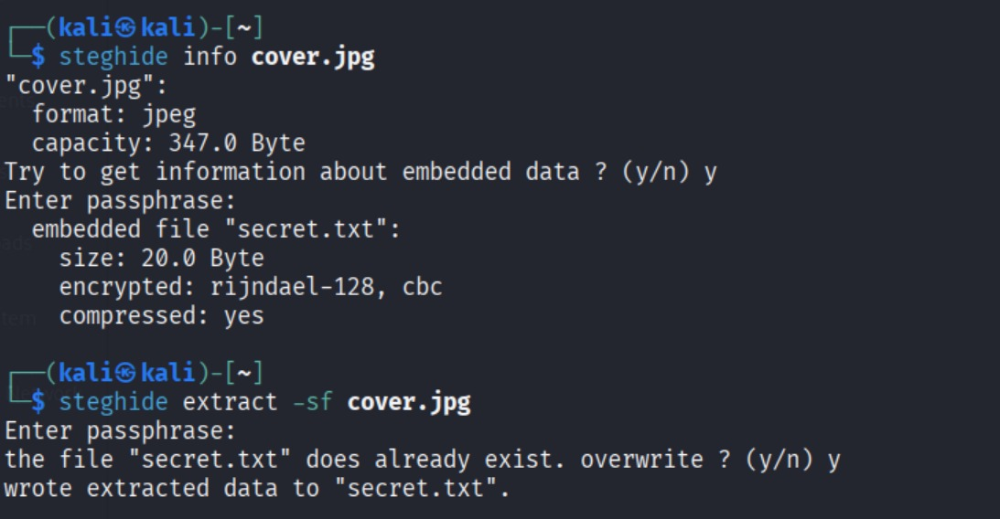 ┌──(kali㉿kali)-[~]
└─$ steghide info cover.jpg
"cover.jpg":
  format: jpeg
  capacity: 347.0 Byte
Try to get information about embedded data ? (y/n) y
Enter passphrase:
  embedded file "secret.txt":
    size: 20.0 Byte
    encrypted: rijndael-128, cbc
    compressed: yes

┌──(kali㉿kali)-[~]
└─$ steghide extract -sf cover.jpg
Enter passphrase:
the file "secret.txt" does already exist. overwrite ? (y/n) y
wrote extracted data to "secret.txt".